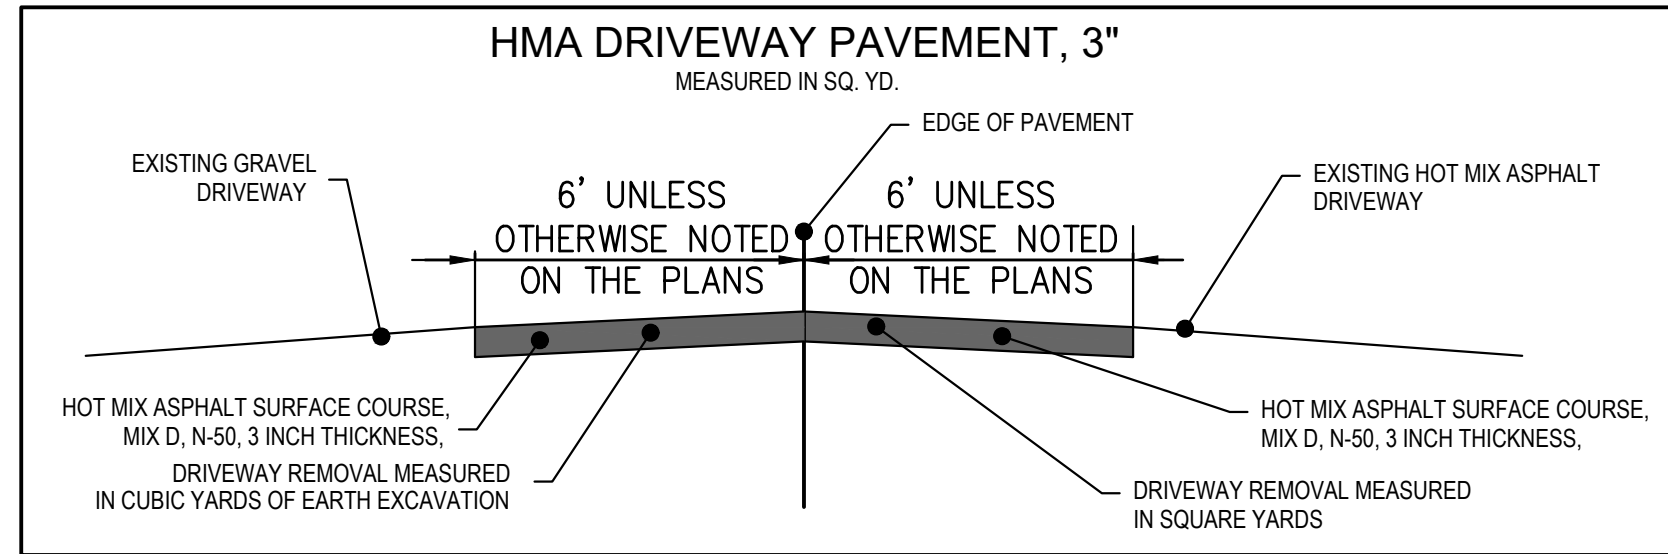 HMA DRIVEWAY PAVEMENT, 3"
MEASURED IN SQ. YD.
EDGE OF PAVEMENT
EXISTING GRAVEL
DRIVEWAY
6' UNLESS
OTHERWISE NOTED
ON THE PLANS
6' UNLESS
OTHERWISE NOTED
ON THE PLANS
EXISTING HOT MIX ASPHALT
DRIVEWAY
HOT MIX ASPHALT SURFACE COURSE,
MIX D, N-50, 3 INCH THICKNESS,
DRIVEWAY REMOVAL MEASURED
IN CUBIC YARDS OF EARTH EXCAVATION
HOT MIX ASPHALT SURFACE COURSE,
MIX D, N-50, 3 INCH THICKNESS,
DRIVEWAY REMOVAL MEASURED
IN SQUARE YARDS